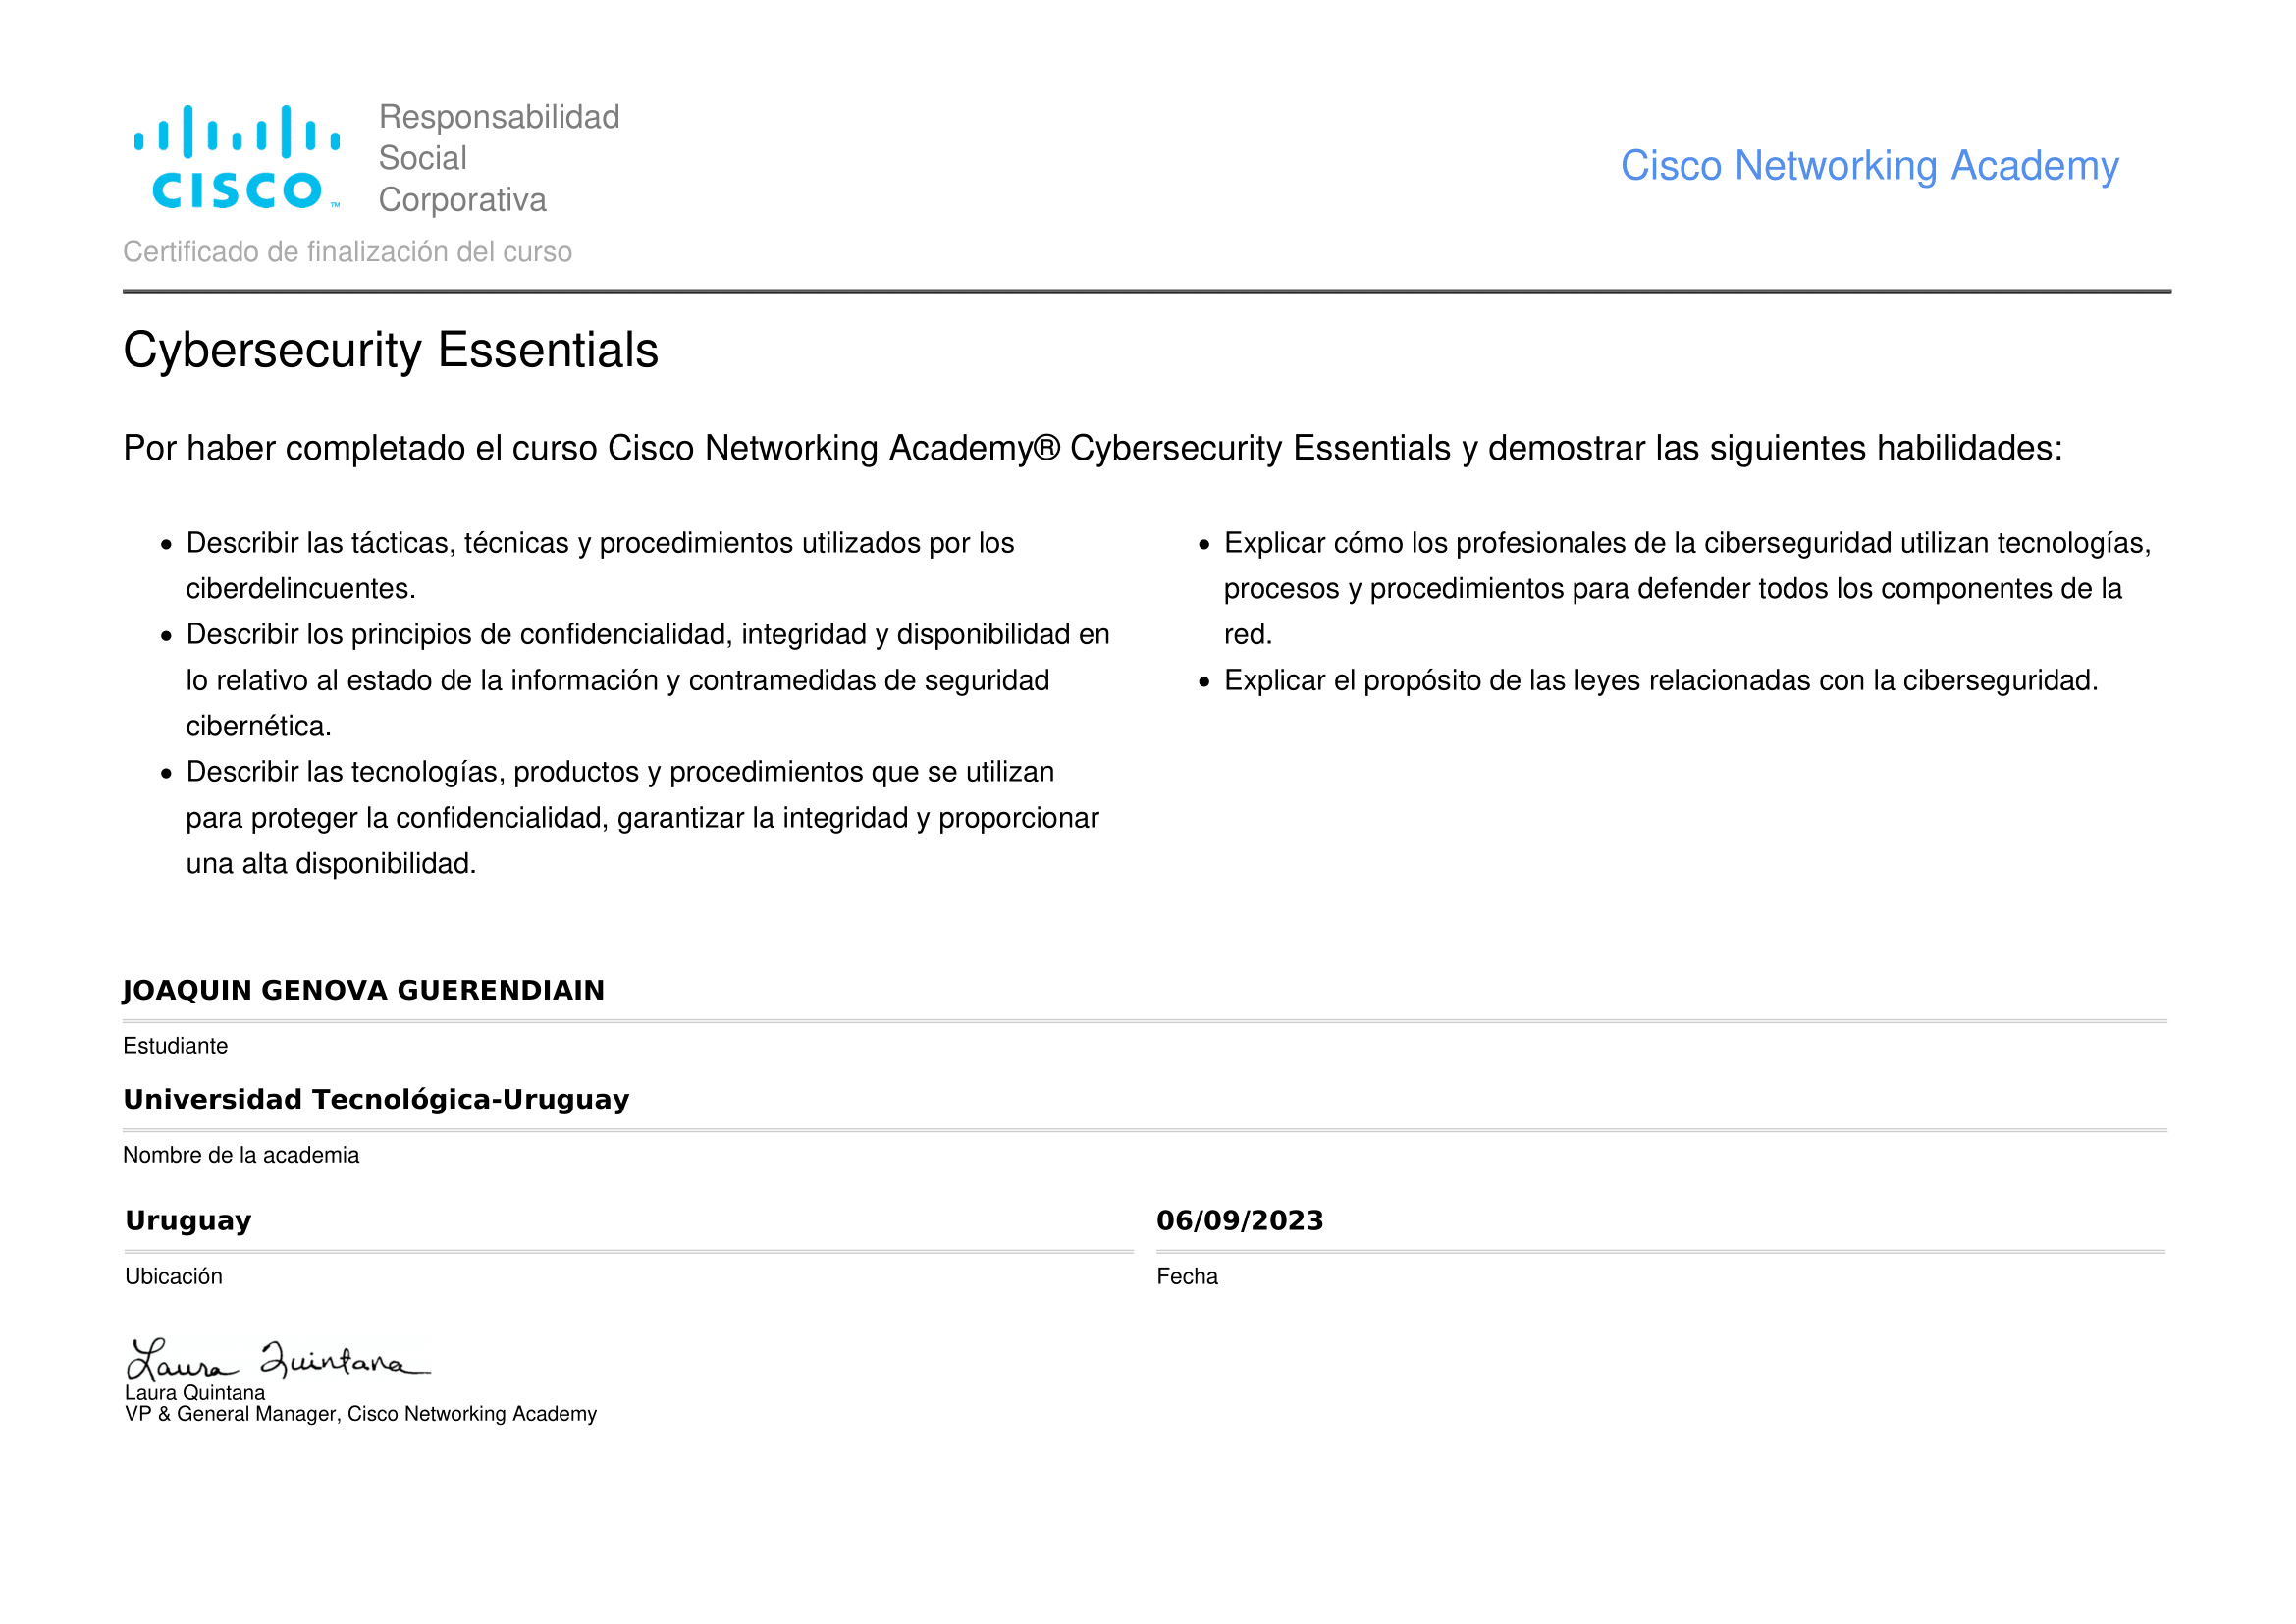 CISCO™
Responsabilidad
Social
Corporativa
Cisco Networking Academy
Certificado de finalización del curso
Cybersecurity Essentials
Por haber completado el curso Cisco Networking Academy® Cybersecurity Essentials y demostrar las siguientes habilidades:
• Describir las tácticas, técnicas y procedimientos utilizados por los
ciberdelincuentes.
• Describir los principios de confidencialidad, integridad y disponibilidad en
lo relativo al estado de la información y contramedidas de seguridad
cibernética.
• Describir las tecnologías, productos y procedimientos que se utilizan
para proteger la confidencialidad, garantizar la integridad y proporcionar
una alta disponibilidad.
• Explicar cómo los profesionales de la ciberseguridad utilizan tecnologías,
procesos y procedimientos para defender todos los componentes de la
red.
• Explicar el propósito de las leyes relacionadas con la ciberseguridad.
JOAQUIN GENOVA GUERENDIAIN
Estudiante
Universidad Tecnológica-Uruguay
Nombre de la academia
Uruguay
Ubicación
06/09/2023
Fecha
Laura Quintana
Laura Quintana
VP & General Manager, Cisco Networking Academy